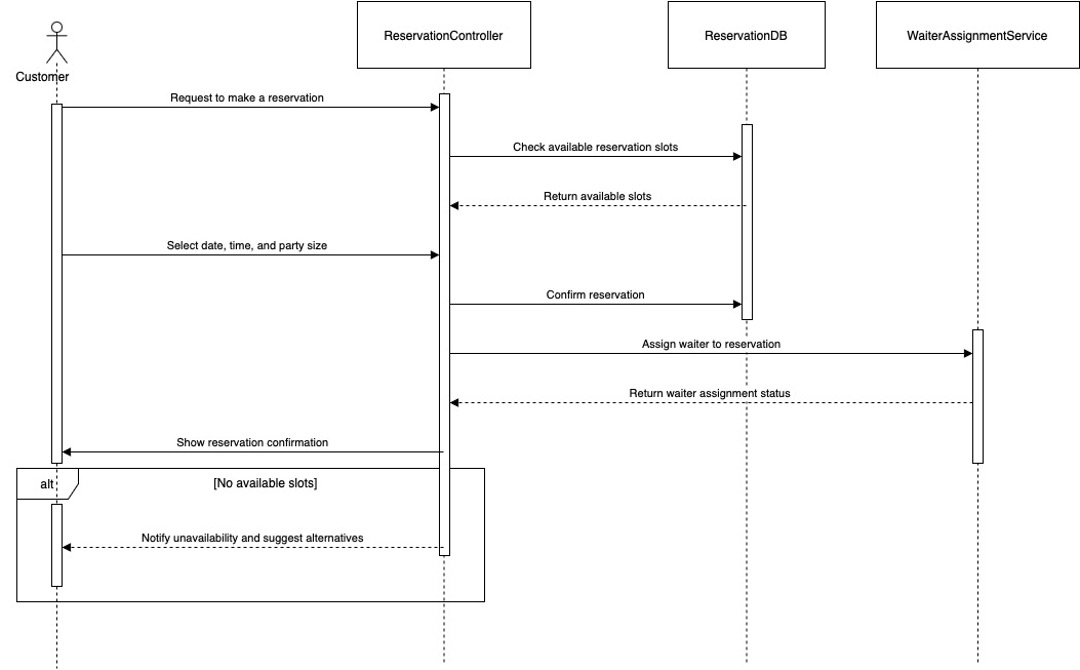 ReservationController
ReservationDB
WaiterAssignmentService
Customer
Request to make a reservation
Check available reservation slots
Return available slots
Select date, time, and party size
Confirm reservation
Assign waiter to reservation
Return waiter assignment status
Show reservation confirmation
alt
[No available slots]
Notify unavailability and suggest alternatives